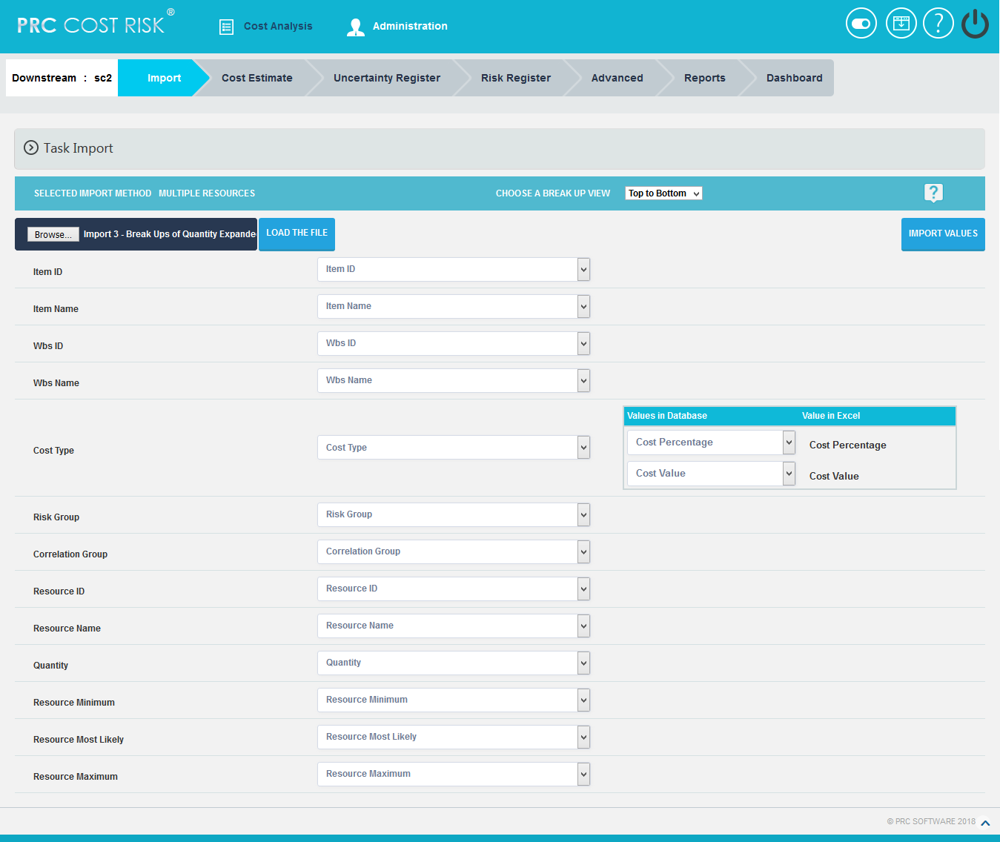 PRC COST RISK ®
Cost Analysis
Administration
?
Downstream : sc2
Import
Cost Estimate
Uncertainty Register
Risk Register
Advanced
Reports
Dashboard
Task Import
SELECTED IMPORT METHOD MULTIPLE RESOURCES
CHOOSE A BREAK UP VIEW
Top to Bottom
?
Browse...
Import 3 - Break Ups of Quantity Expande
LOAD THE FILE
IMPORT VALUES
Item ID
Item ID
Item Name
Item Name
Wbs ID
Wbs ID
Wbs Name
Wbs Name
Cost Type
Cost Type
Values in Database
Value in Excel
Cost Percentage
Cost Percentage
Cost Value
Cost Value
Risk Group
Risk Group
Correlation Group
Correlation Group
Resource ID
Resource ID
Resource Name
Resource Name
Quantity
Quantity
Resource Minimum
Resource Minimum
Resource Most Likely
Resource Most Likely
Resource Maximum
Resource Maximum
© PRC SOFTWARE 2018